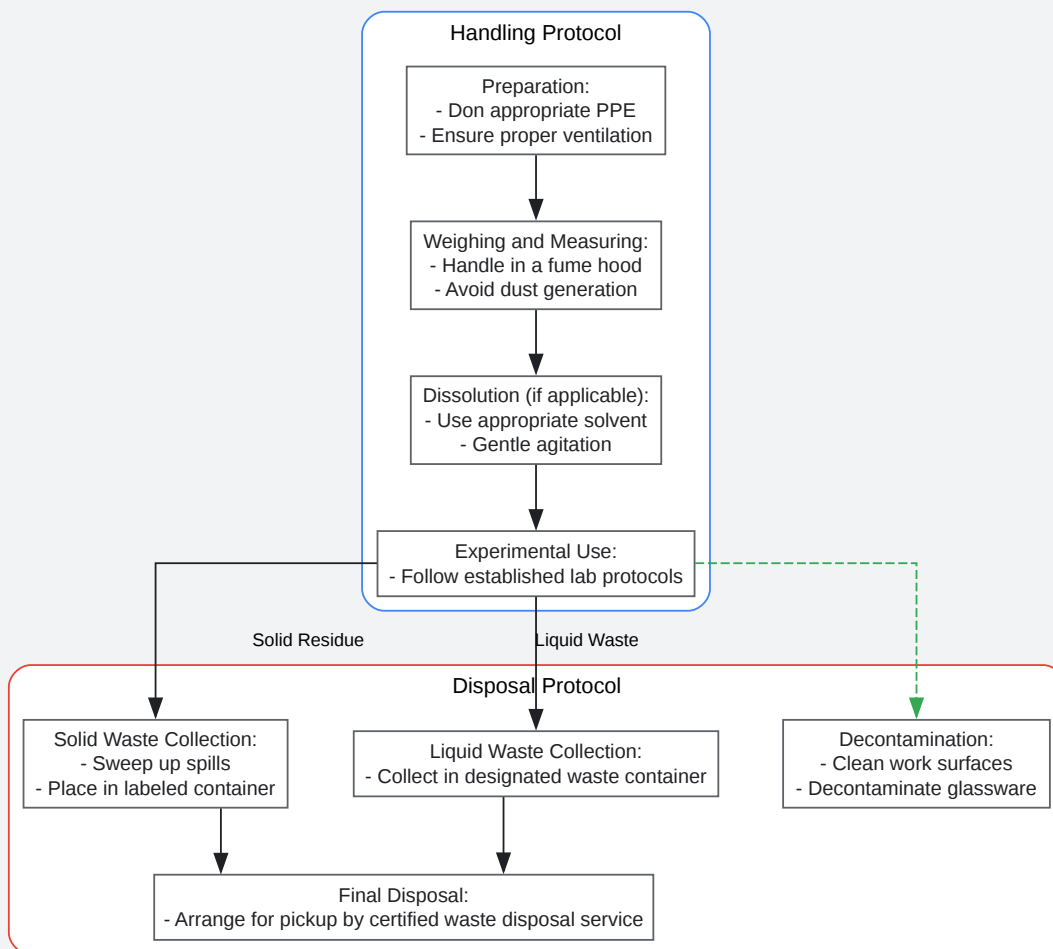 Handling Protocol
Preparation:
- Don appropriate PPE
- Ensure proper ventilation
Weighing and Measuring:
- Handle in a fume hood
- Avoid dust generation
Dissolution (if applicable):
- Use appropriate solvent
- Gentle agitation
Experimental Use:
- Follow established lab protocols
Solid Residue
Liquid Waste
Disposal Protocol
Solid Waste Collection:
- Sweep up spills
- Place in labeled container
Liquid Waste Collection:
- Collect in designated waste container
Decontamination:
- Clean work surfaces
- Decontaminate glassware
Final Disposal:
- Arrange for pickup by certified waste disposal service